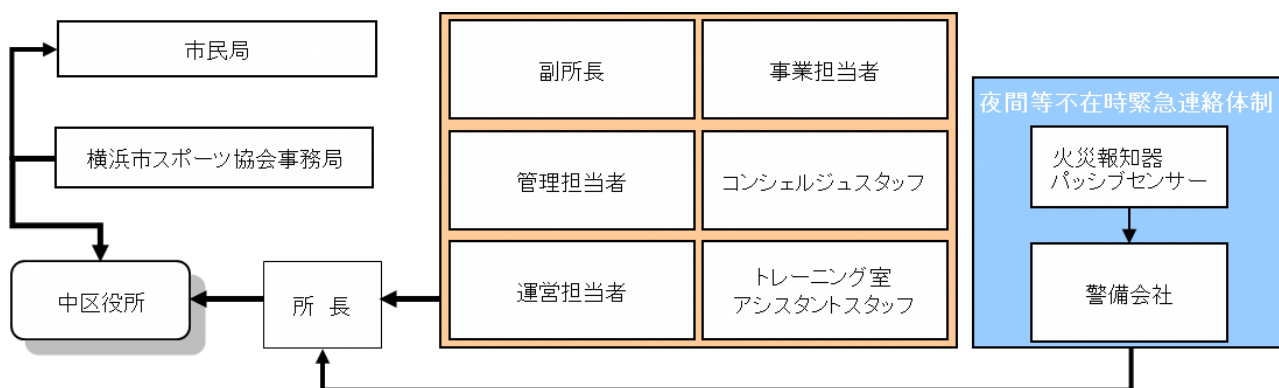 市民局
横浜市スポーツ協会事務局
中区役所
所 長
副所長
事業担当者
管理担当者
コンシェルジュスタッフ
運営担当者
トレーニング室
アシスタントスタッフ
夜間等不在時緊急連絡体制
火災報知器
パッシブセンサー
警備会社